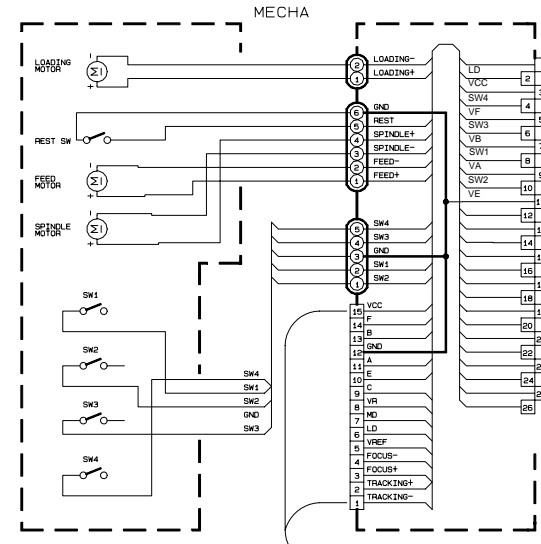 MECHA
LOADING
MOTOR
-
M
+
2 LOADING-
1 LOADING+
6 GND
5 REST
4 SPINDLE+
3 SPINDLE-
2 FEED-
1 FEED+
REST SW
FEED
MOTOR
-
M
+
SPINDLE
MOTOR
-
M
+
5 SW4
4 SW3
3 GND
2 SW1
1 SW2
SW1
SW2
SW3
SW4
SW4
SW1
SW2
GND
SW3
15 VCC
14 F
13 B
12 GND
11 A
10 E
9 C
8 VR
7 MD
6 LD
5 VREF
4 FOCUS-
3 FOCUS+
2 TRACKING+
1 TRACKING-
LD
2
VCC
SW4
4
VF
SW3
6
VB
SW1
8
VA
SW2
10
VE
12
14
16
18
20
22
24
26